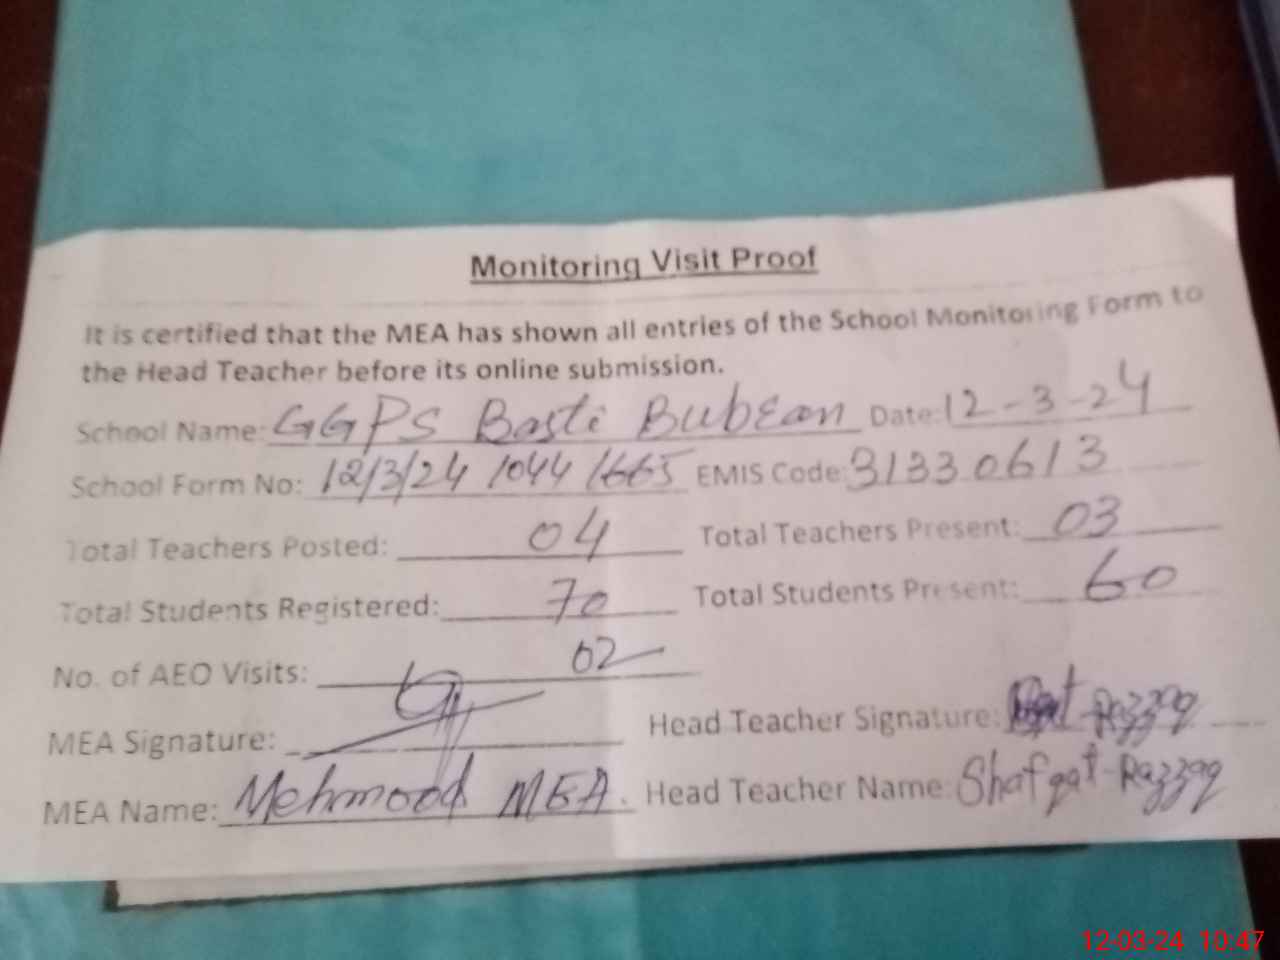 Monitoring Visit Proof
It is certified that the MEA has shown all entries of the School Monitoring Form to
the Head Teacher before its online submission.
School Name: GGPS Basti Bubean Date: 12-3-24
School Form No: 12/3/24 1044 1665 EMIS Code: 31330613
Total Teachers Posted: 04 Total Teachers Present: 03
Total Students Registered: 70 Total Students Present: 60
No. of AEO Visits: 02
MEA Signature: Head Teacher Signature: Razzaq
MEA Name: Mehmood MEA. Head Teacher Name: Shafqat-Razzaq
12-03-24 10:47